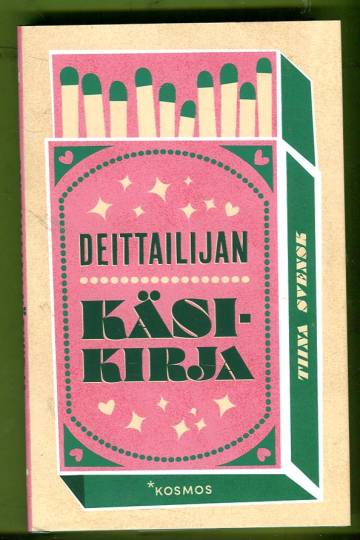 DEITTAILIJAN
KÄSI-
KIRJA
TIINA SVENSK
*KOSMOS